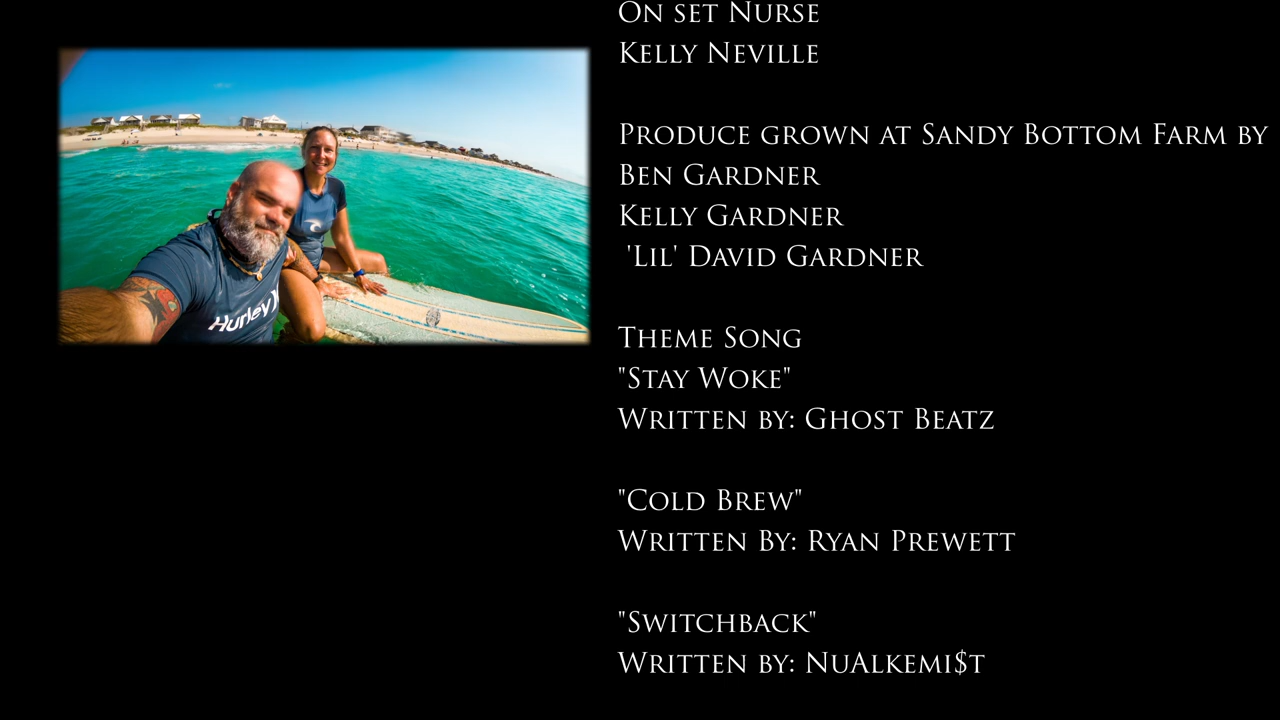 On set Nurse
Kelly Neville
Produce grown at Sandy Bottom Farm by
Ben Gardner
Kelly Gardner
'Lil' David Gardner
Theme Song
"Stay Woke"
Written by: Ghost Beatz
"Cold Brew"
Written By: Ryan Prewett
"Switchback"
Written by: NuAlkemi$t
Hurley